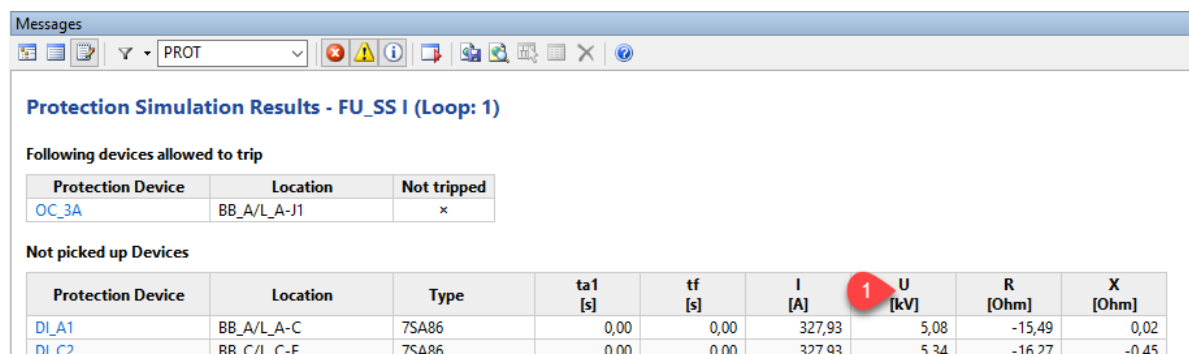 Messages
PROT
Protection Simulation Results - FU_SS I (Loop: 1)
Following devices allowed to trip
Protection Device Location Not tripped
OC_3A BB_A/L_A-J1 ×
Not picked up Devices
Protection Device Location Type ta1 [s] tf [s] I [A] 1 U [kV] R [Ohm] X [Ohm]
DI_A1 BB_A/L_A-C 7SA86 0,00 0,00 327,93 5,08 -15,49 0,02
DI_C2 BB_C/L_C-F 7SA86 0,00 0,00 327,93 5,34 -16,27 -0,45